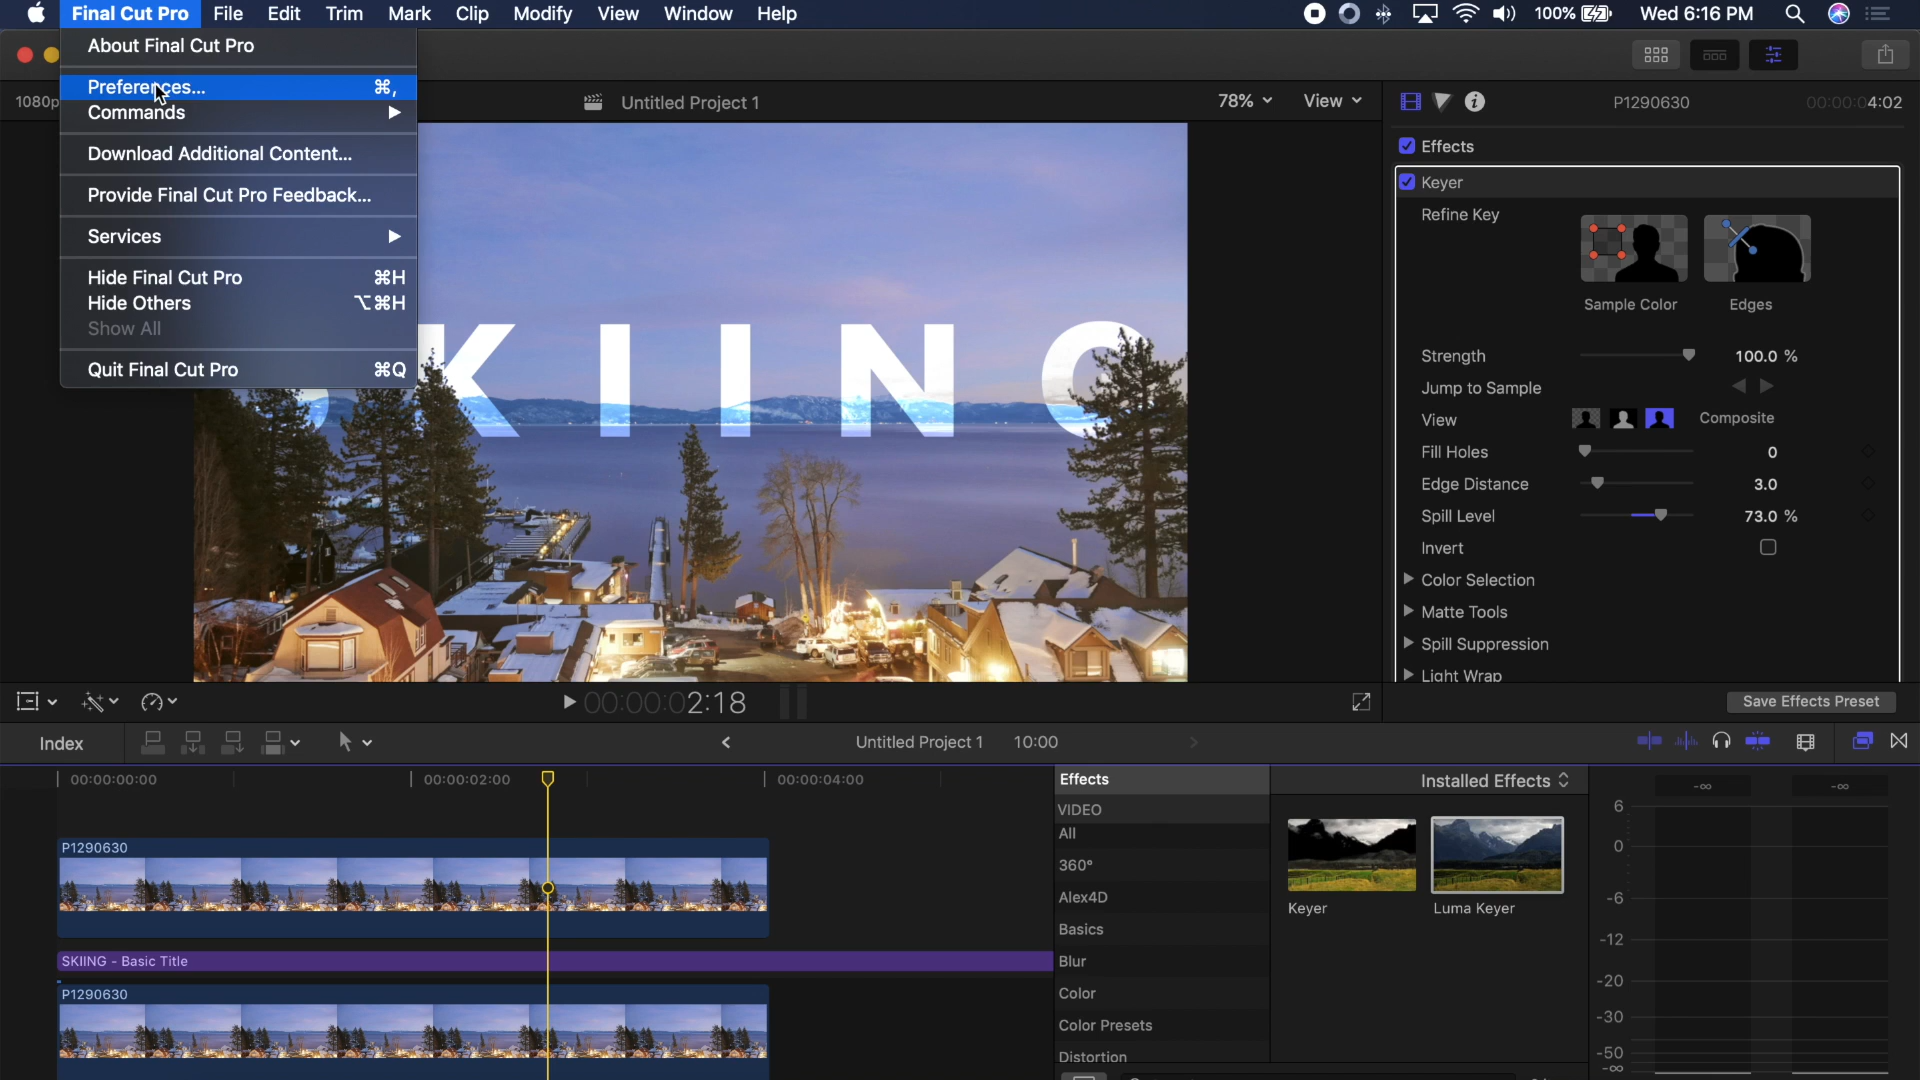 Final Cut Pro File Edit Trim Mark Clip Modify View Window Help 100% Wed 6:16 PM
About Final Cut Pro
Preferences... ⌘,
Commands
Download Additional Content...
Provide Final Cut Pro Feedback...
Services
Hide Final Cut Pro ⌘H
Hide Others ⌥⌘H
Show All
Quit Final Cut Pro ⌘Q
1080p
Untitled Project 1
78% View
P1290630 00:00:04:02
KIIN
Effects
Keyer
Refine Key
Sample Color Edges
Strength 100.0 %
Jump to Sample
View Composite
Fill Holes 0
Edge Distance 3.0
Spill Level 73.0 %
Invert
Color Selection
Matte Tools
Spill Suppression
Light Wrap
00:00:02:18
Save Effects Preset
Index
Untitled Project 1 10:00
00:00:00:00 00:00:02:00 00:00:04:00
P1290630
SKIING - Basic Title
P1290630
Effects
VIDEO
All
360°
Alex4D
Basics
Blur
Color
Color Presets
Distortion
Installed Effects
Keyer Luma Keyer
-∞ -∞
6
0
-6
-12
-20
-30
-50
-∞